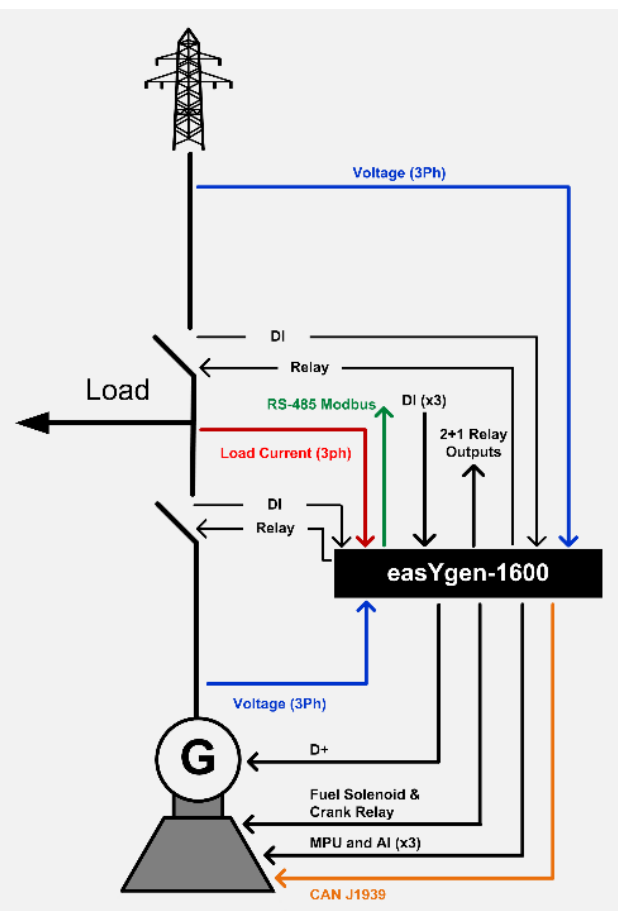 Voltage (3Ph)
DI
Relay
Load
RS-485 Modbus
DI (x3)
2+1 Relay
Outputs
Load Current (3ph)
DI
Relay
easYgen-1600
Voltage (3Ph)
G
D+
Fuel Solenoid &
Crank Relay
MPU and AI (x3)
CAN J1939